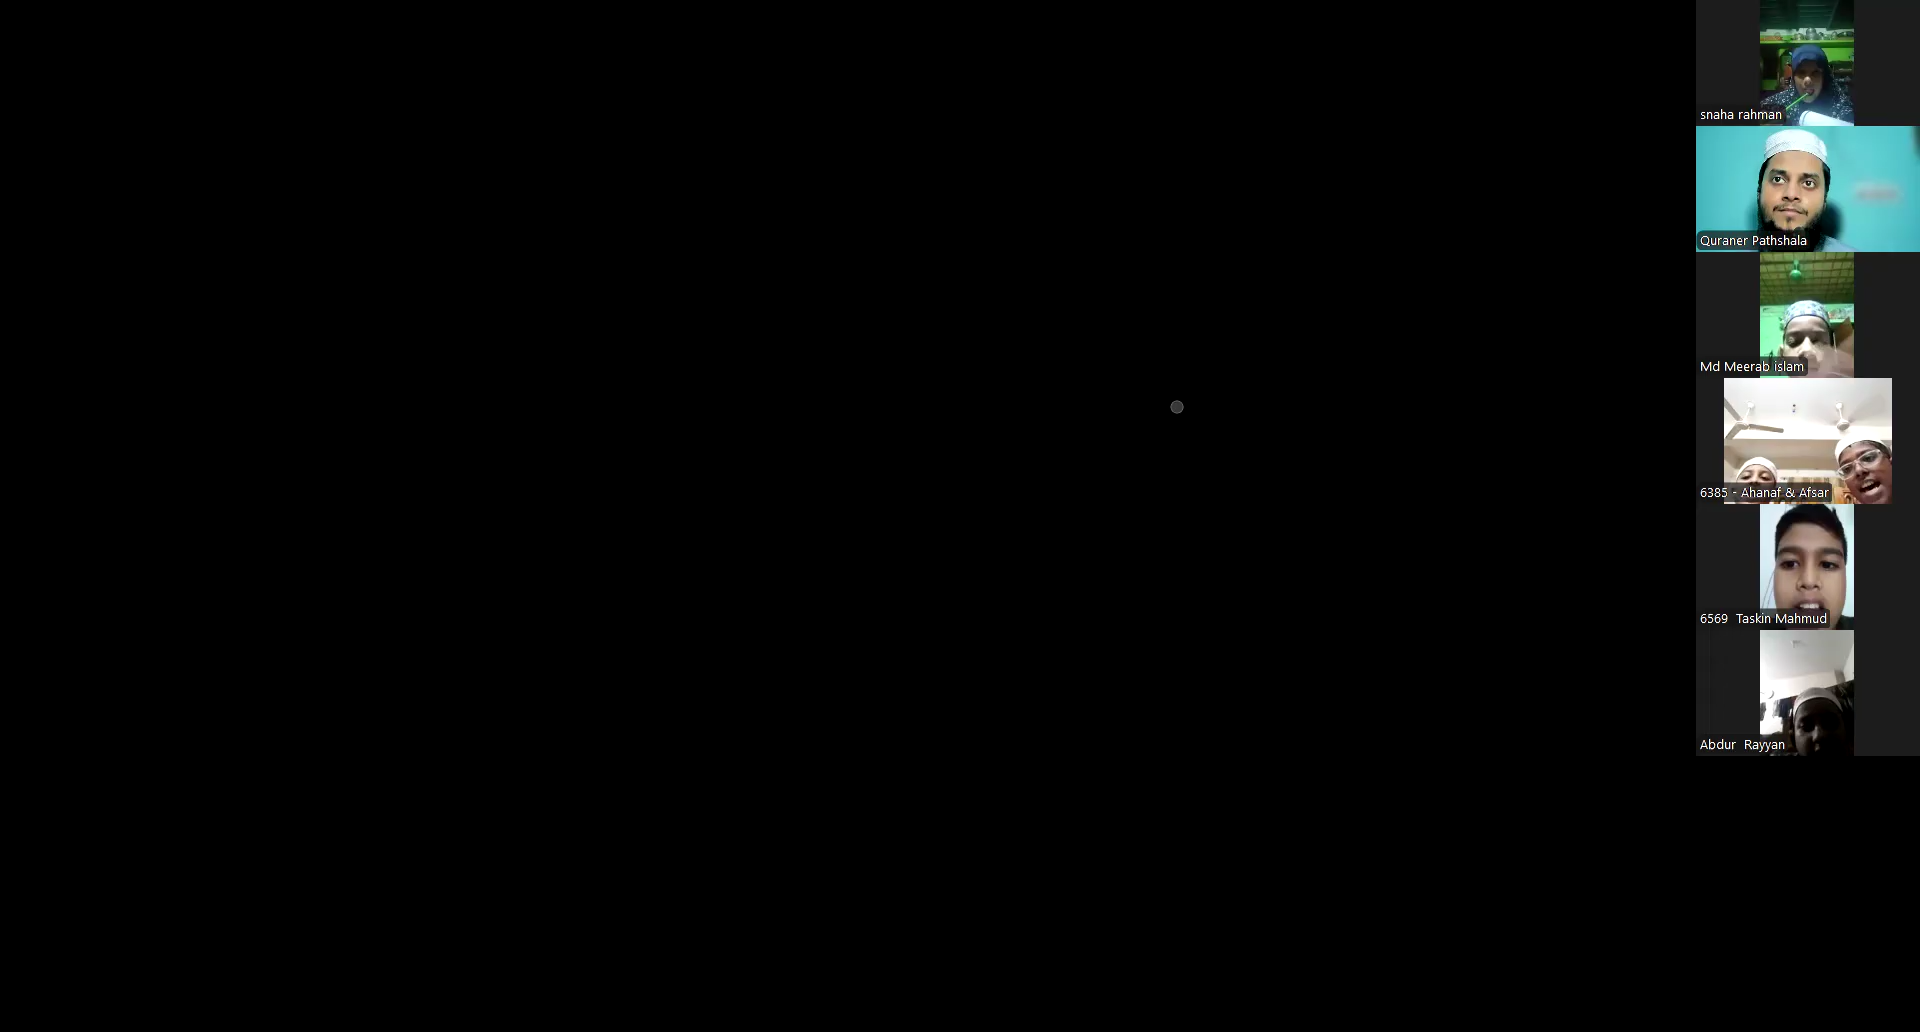 snaha rahman
Quraner Pathshala
Md Meerab islam
6385 - Ahanaf & Afsar
6569 Taskin Mahmud
Abdur Rayyan